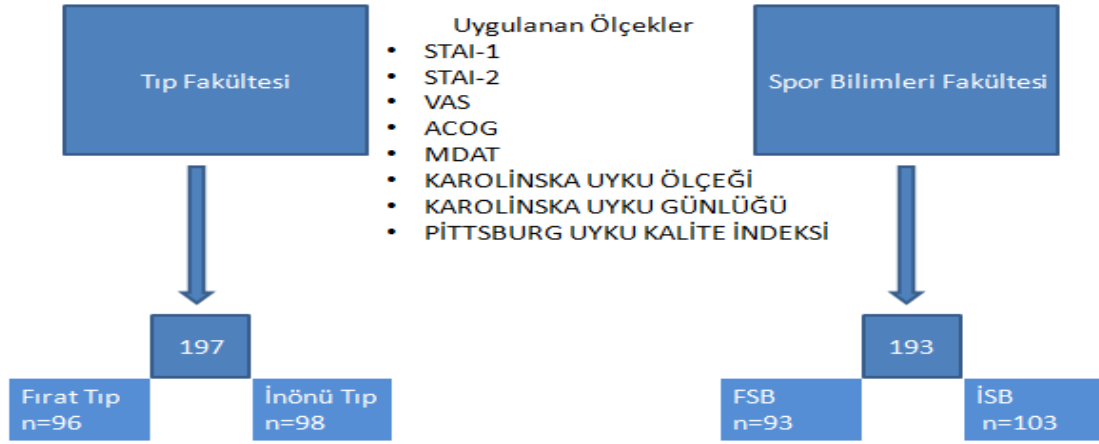 Tıp Fakültesi
Uygulanan Ölçekler
• STAI-1
• STAI-2
• VAS
• ACOG
• MDAT
• KAROLİNSKA UYKU ÖLÇEĞİ
• KAROLİNSKA UYKU GÜNLÜĞÜ
• PİTTSBURG UYKU KALİTE İNDEKSİ
Spor Bilimleri Fakültesi
197
Fırat Tıp
n=96
İnönü Tıp
n=98
193
FSB
n=93
İSB
n=103